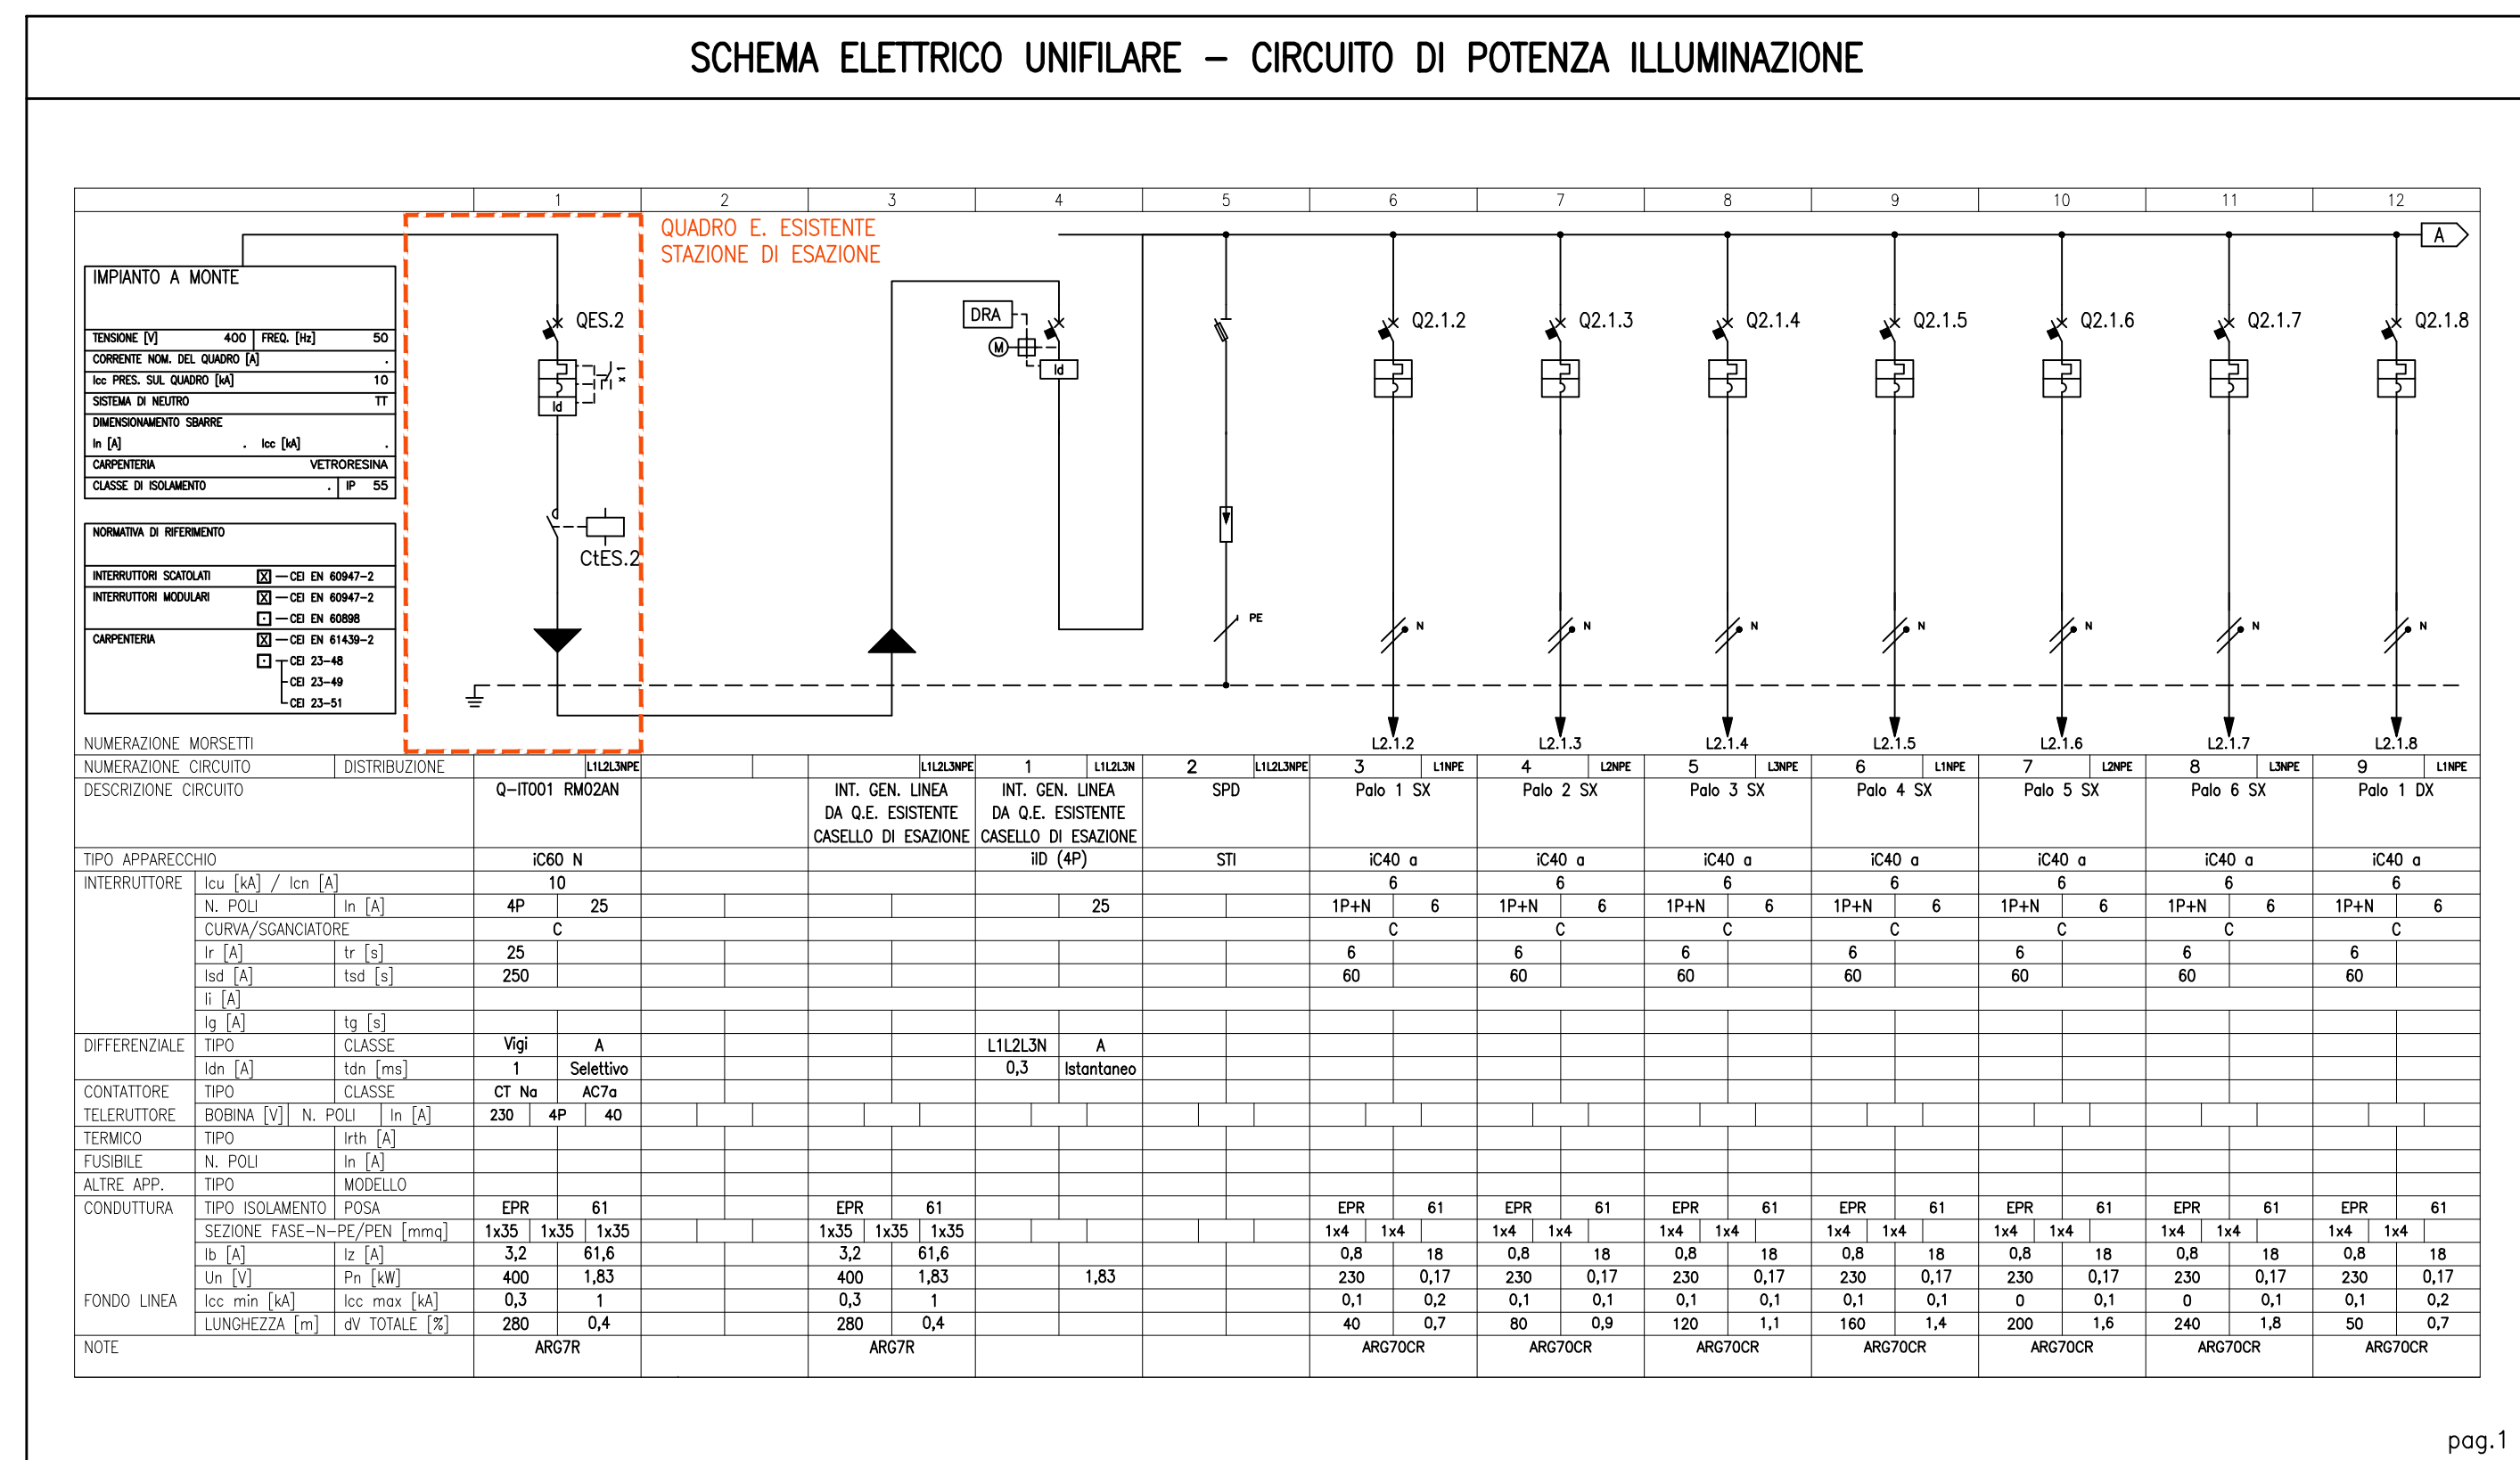 SCHEMA ELETTRICO UNIFILARE – CIRCUITO DI POTENZA ILLUMINAZIONE
1 2 3 4 5 6 7 8 9 10 11 12
QUADRO E. ESISTENTE
STAZIONE DI ESAZIONE
A
IMPIANTO A MONTE
TENSIONE [V] 400 FREQ. [Hz] 50
CORRENTE NOM. DEL QUADRO [A] .
Icc PRES. SUL QUADRO [kA] 10
SISTEMA DI NEUTRO TT
DIMENSIONAMENTO SBARRE
In [A] . Icc [kA] .
CARPENTERIA VETRORESINA
CLASSE DI ISOLAMENTO . IP 55
NORMATIVA DI RIFERIMENTO
INTERRUTTORI SCATOLATI X CEI EN 60947-2
INTERRUTTORI MODULARI X CEI EN 60947-2
CEI EN 60898
CARPENTERIA X CEI EN 61439-2
CEI 23-48
CEI 23-49
CEI 23-51
QES.2
x 1
Id
CtES.2
DRA
M
Id
PE
Q2.1.2 Q2.1.3 Q2.1.4 Q2.1.5 Q2.1.6 Q2.1.7 Q2.1.8
N N N N N N N
NUMERAZIONE MORSETTI L2.1.2 L2.1.3 L2.1.4 L2.1.5 L2.1.6 L2.1.7 L2.1.8
NUMERAZIONE CIRCUITO DISTRIBUZIONE L1L2L3NPE L1L2L3NPE 1 L1L2L3N 2 L1L2L3NPE 3 L1NPE 4 L2NPE 5 L3NPE 6 L1NPE 7 L2NPE 8 L3NPE 9 L1NPE
DESCRIZIONE CIRCUITO Q-IT001 RM02AN INT. GEN. LINEA INT. GEN. LINEA SPD Palo 1 SX Palo 2 SX Palo 3 SX Palo 4 SX Palo 5 SX Palo 6 SX Palo 1 DX
DA Q.E. ESISTENTE DA Q.E. ESISTENTE
CASELLO DI ESAZIONE CASELLO DI ESAZIONE
TIPO APPARECCHIO iC60 N iID (4P) STI iC40 a iC40 a iC40 a iC40 a iC40 a iC40 a iC40 a
INTERRUTTORE Icu [kA] / Icn [A] 10 6 6 6 6 6 6 6
N. POLI In [A] 4P 25 25 1P+N 6 1P+N 6 1P+N 6 1P+N 6 1P+N 6 1P+N 6 1P+N 6
CURVA/SGANCIATORE C C C C C C C C
Ir [A] tr [s] 25 6 6 6 6 6 6 6
Isd [A] tsd [s] 250 60 60 60 60 60 60 60
Ii [A]
Ig [A] tg [s]
DIFFERENZIALE TIPO CLASSE Vigi A L1L2L3N A
Idn [A] tdn [ms] 1 Selettivo 0,3 Istantaneo
CONTATTORE TIPO CLASSE CT Na AC7a
TELERUTTORE BOBINA [V] N. POLI In [A] 230 4P 40
TERMICO TIPO Irth [A]
FUSIBILE N. POLI In [A]
ALTRE APP. TIPO MODELLO
CONDUTTURA TIPO ISOLAMENTO POSA EPR 61 EPR 61 EPR 61 EPR 61 EPR 61 EPR 61 EPR 61 EPR 61 EPR 61
SEZIONE FASE-N-PE/PEN [mmq] 1x35 1x35 1x35 1x35 1x35 1x35 1x4 1x4 1x4 1x4 1x4 1x4 1x4 1x4 1x4 1x4 1x4 1x4 1x4 1x4
Ib [A] Iz [A] 3,2 61,6 3,2 61,6 0,8 18 0,8 18 0,8 18 0,8 18 0,8 18 0,8 18 0,8 18
Un [V] Pn [kW] 400 1,83 400 1,83 1,83 230 0,17 230 0,17 230 0,17 230 0,17 230 0,17 230 0,17 230 0,17
FONDO LINEA Icc min [kA] Icc max [kA] 0,3 1 0,3 1 0,1 0,2 0,1 0,1 0,1 0,1 0,1 0,1 0 0,1 0 0,1 0,1 0,2
LUNGHEZZA [m] dV TOTALE [%] 280 0,4 280 0,4 40 0,7 80 0,9 120 1,1 160 1,4 200 1,6 240 1,8 50 0,7
NOTE ARG7R ARG7R ARG7OCR ARG7OCR ARG7OCR ARG7OCR ARG7OCR ARG7OCR ARG7OCR
pag.1